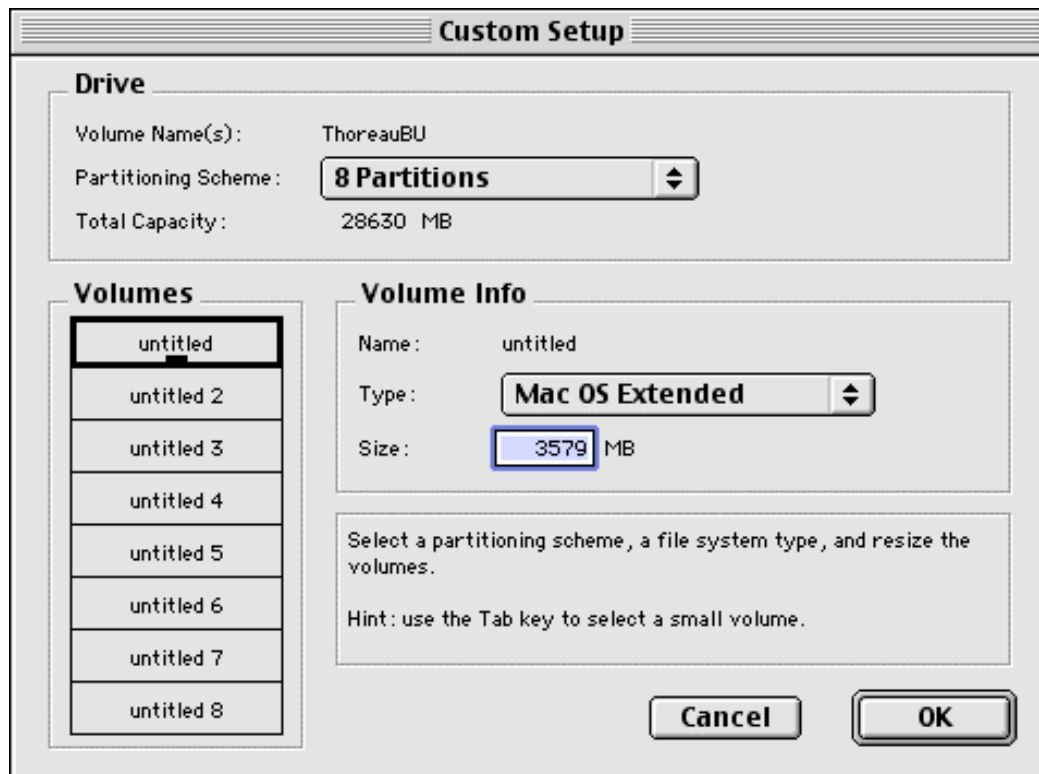 Custom Setup
Drive
Volume Name(s): ThoreauBU
Partitioning Scheme: 8 Partitions
Total Capacity: 28630 MB
Volumes
untitled
untitled 2
untitled 3
untitled 4
untitled 5
untitled 6
untitled 7
untitled 8
Volume Info
Name: untitled
Type: Mac OS Extended
Size: 3579 MB
Select a partitioning scheme, a file system type, and resize the
volumes.
Hint: use the Tab key to select a small volume.
Cancel
OK